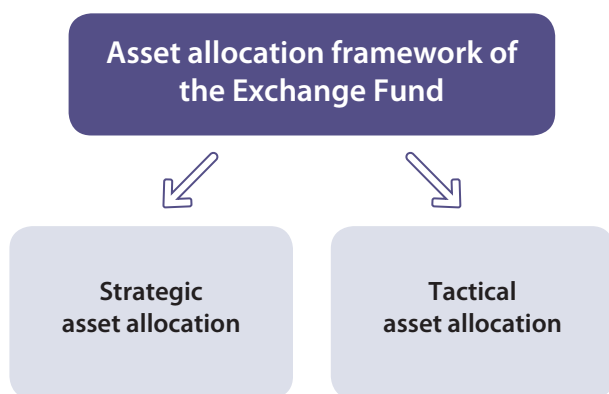 Asset allocation framework of
the Exchange Fund
Strategic
asset allocation
Tactical
asset allocation